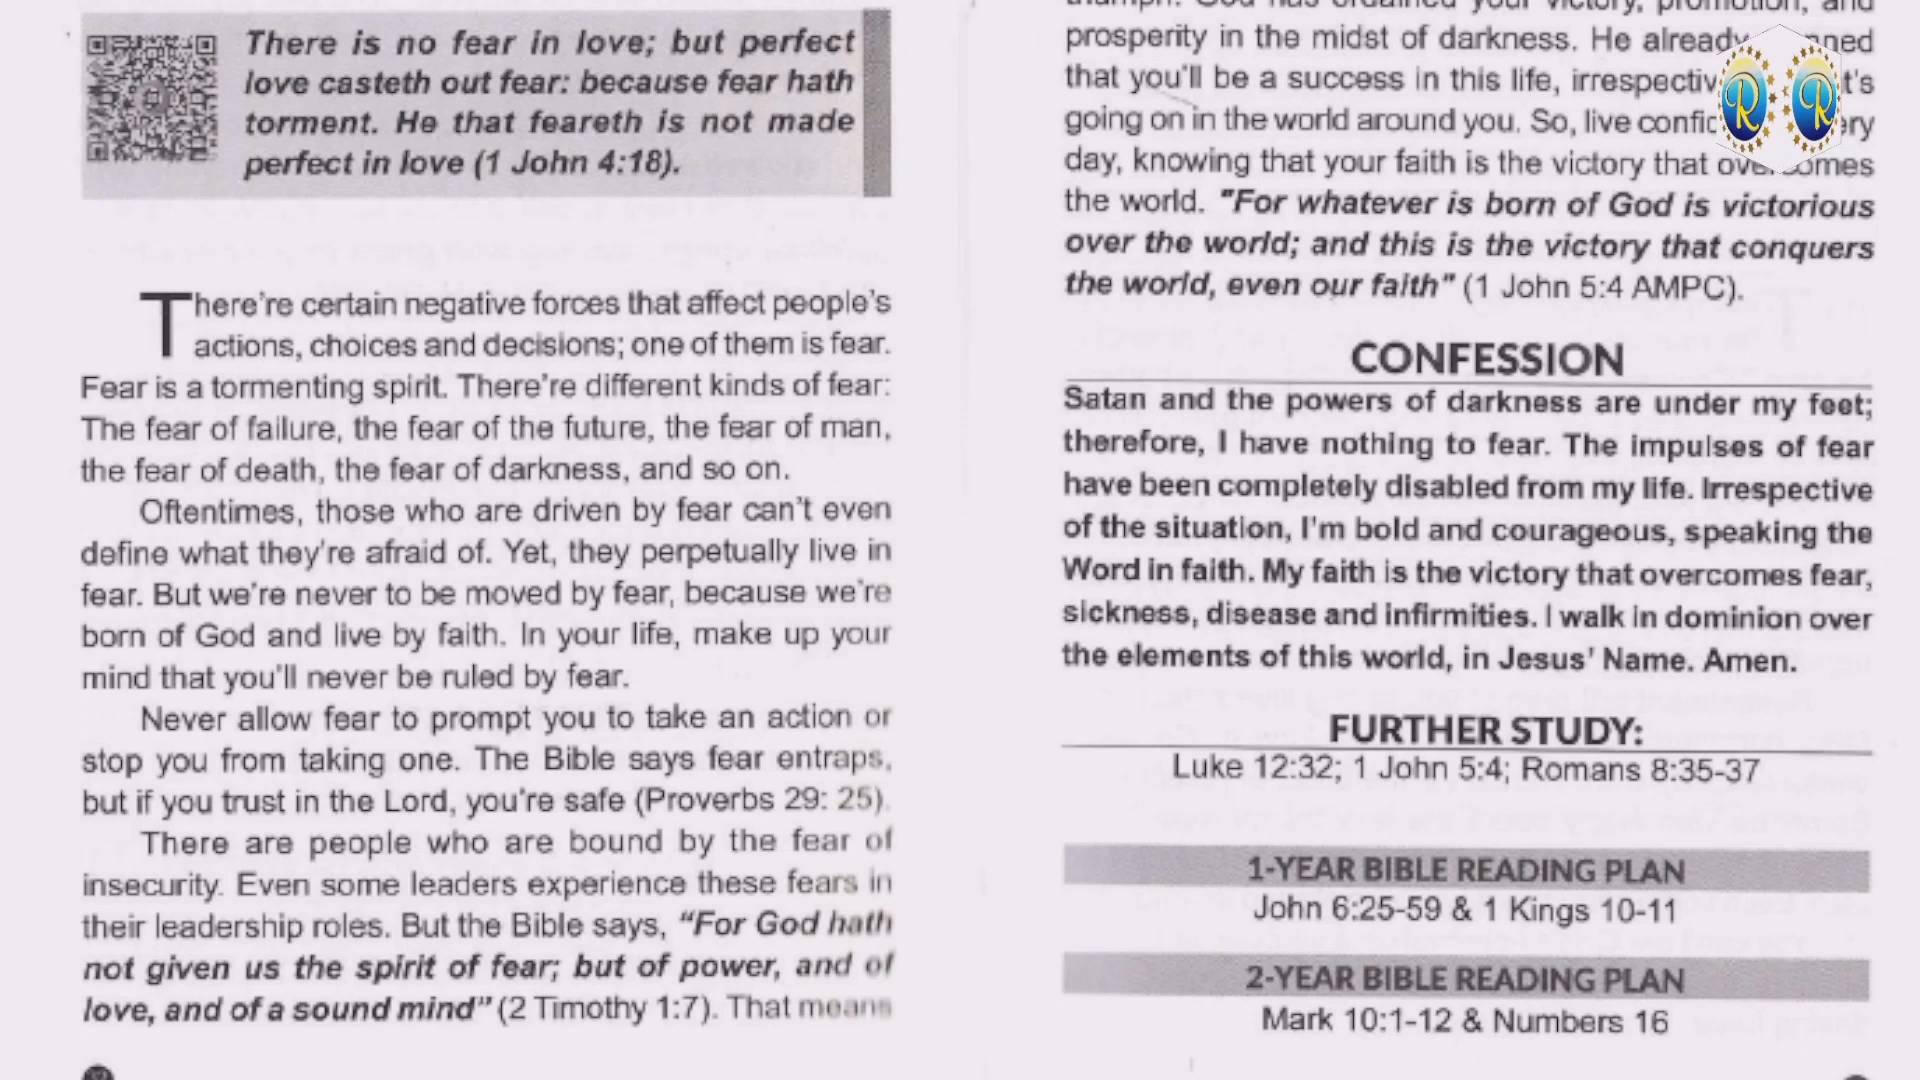 There is no fear in love; but perfect
love casteth out fear: because fear hath
torment. He that feareth is not made
perfect in love (1 John 4:18).
There're certain negative forces that affect people's
actions, choices and decisions; one of them is fear.
Fear is a tormenting spirit. There're different kinds of fear:
The fear of failure, the fear of the future, the fear of man,
the fear of death, the fear of darkness, and so on.
Oftentimes, those who are driven by fear can't even
define what they're afraid of. Yet, they perpetually live in
fear. But we're never to be moved by fear, because we're
born of God and live by faith. In your life, make up your
mind that you'll never be ruled by fear.
Never allow fear to prompt you to take an action or
stop you from taking one. The Bible says fear entraps,
but if you trust in the Lord, you're safe (Proverbs 29: 25).
There are people who are bound by the fear of
insecurity. Even some leaders experience these fears in
their leadership roles. But the Bible says, "For God hath
not given us the spirit of fear; but of power, and of
love, and of a sound mind" (2 Timothy 1:7). That means
triumph. God has ordained your victory, promotion, and
prosperity in the midst of darkness. He already
that you'll be a success in this life,
going on in the world around you. So, live
day, knowing that your faith is the victory that overcomes
the world. "For whatever is born of God is victorious
over the world; and this is the victory that conquers
the world, even our faith" (1 John 5:4 AMPC).
CONFESSION
Satan and the powers of darkness are under my feet;
therefore, I have nothing to fear. The impulses of fear
have been completely disabled from my life. Irrespective
of the situation, I'm bold and courageous, speaking the
Word in faith. My faith is the victory that overcomes fear,
sickness, disease and infirmities. I walk in dominion over
the elements of this world, in Jesus' Name. Amen.
FURTHER STUDY:
Luke 12:32; 1 John 5:4; Romans 8:35-37
1-YEAR BIBLE READING PLAN
John 6:25-59 & 1 Kings 10-11
2-YEAR BIBLE READING PLAN
Mark 10:1-12 & Numbers 16
R R